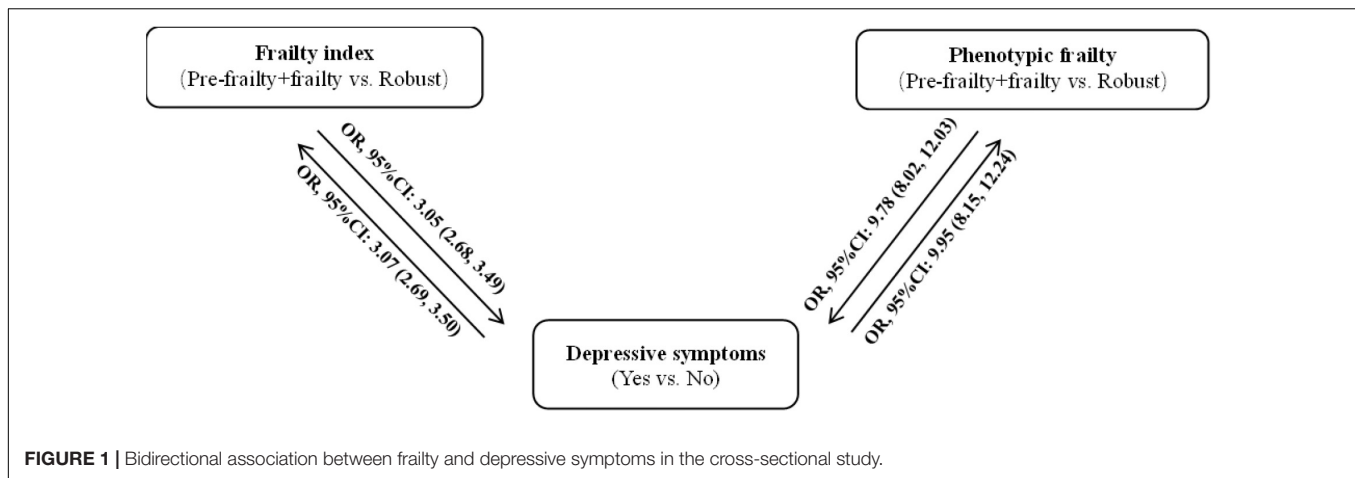 Frailty index
(Pre-frailty+frailty vs. Robust)
Phenotypic frailty
(Pre-frailty+frailty vs. Robust)
OR, 95%CI: 3.05 (2.68, 3.49)
OR, 95%CI: 3.07 (2.69, 3.50)
OR, 95%CI: 9.78 (8.02, 12.03)
OR, 95%CI: 9.95 (8.15, 12.24)
Depressive symptoms
(Yes vs. No)
FIGURE 1 | Bidirectional association between frailty and depressive symptoms in the cross-sectional study.